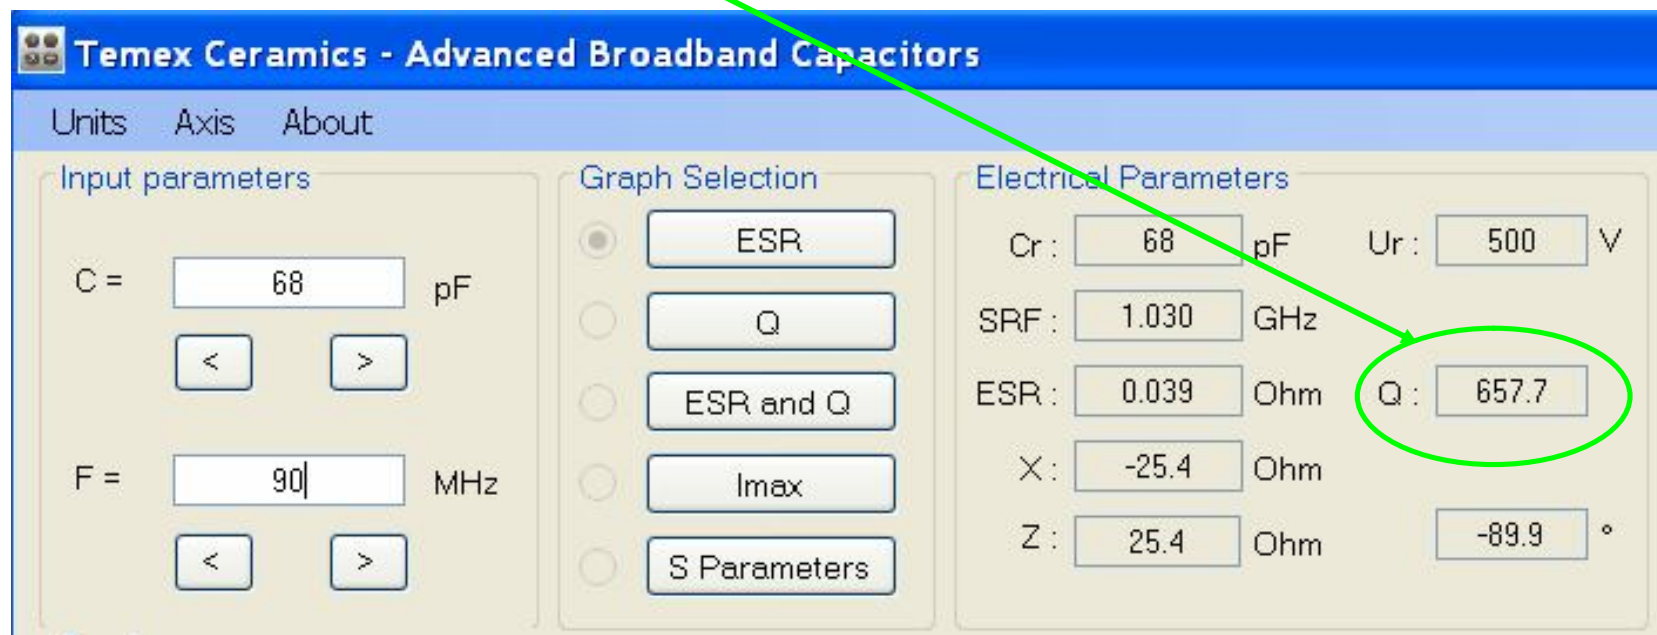 Temex Ceramics - Advanced Broadband Capacitors
Units Axis About
Input parameters
C = 68 pF
< >
F = 90 MHz
< >
Graph Selection
ESR
Q
ESR and Q
Imax
S Parameters
Electrical Parameters
Cr : 68 pF Ur : 500 V
SRF : 1.030 GHz
ESR : 0.039 Ohm Q : 657.7
X : -25.4 Ohm
Z : 25.4 Ohm -89.9 °